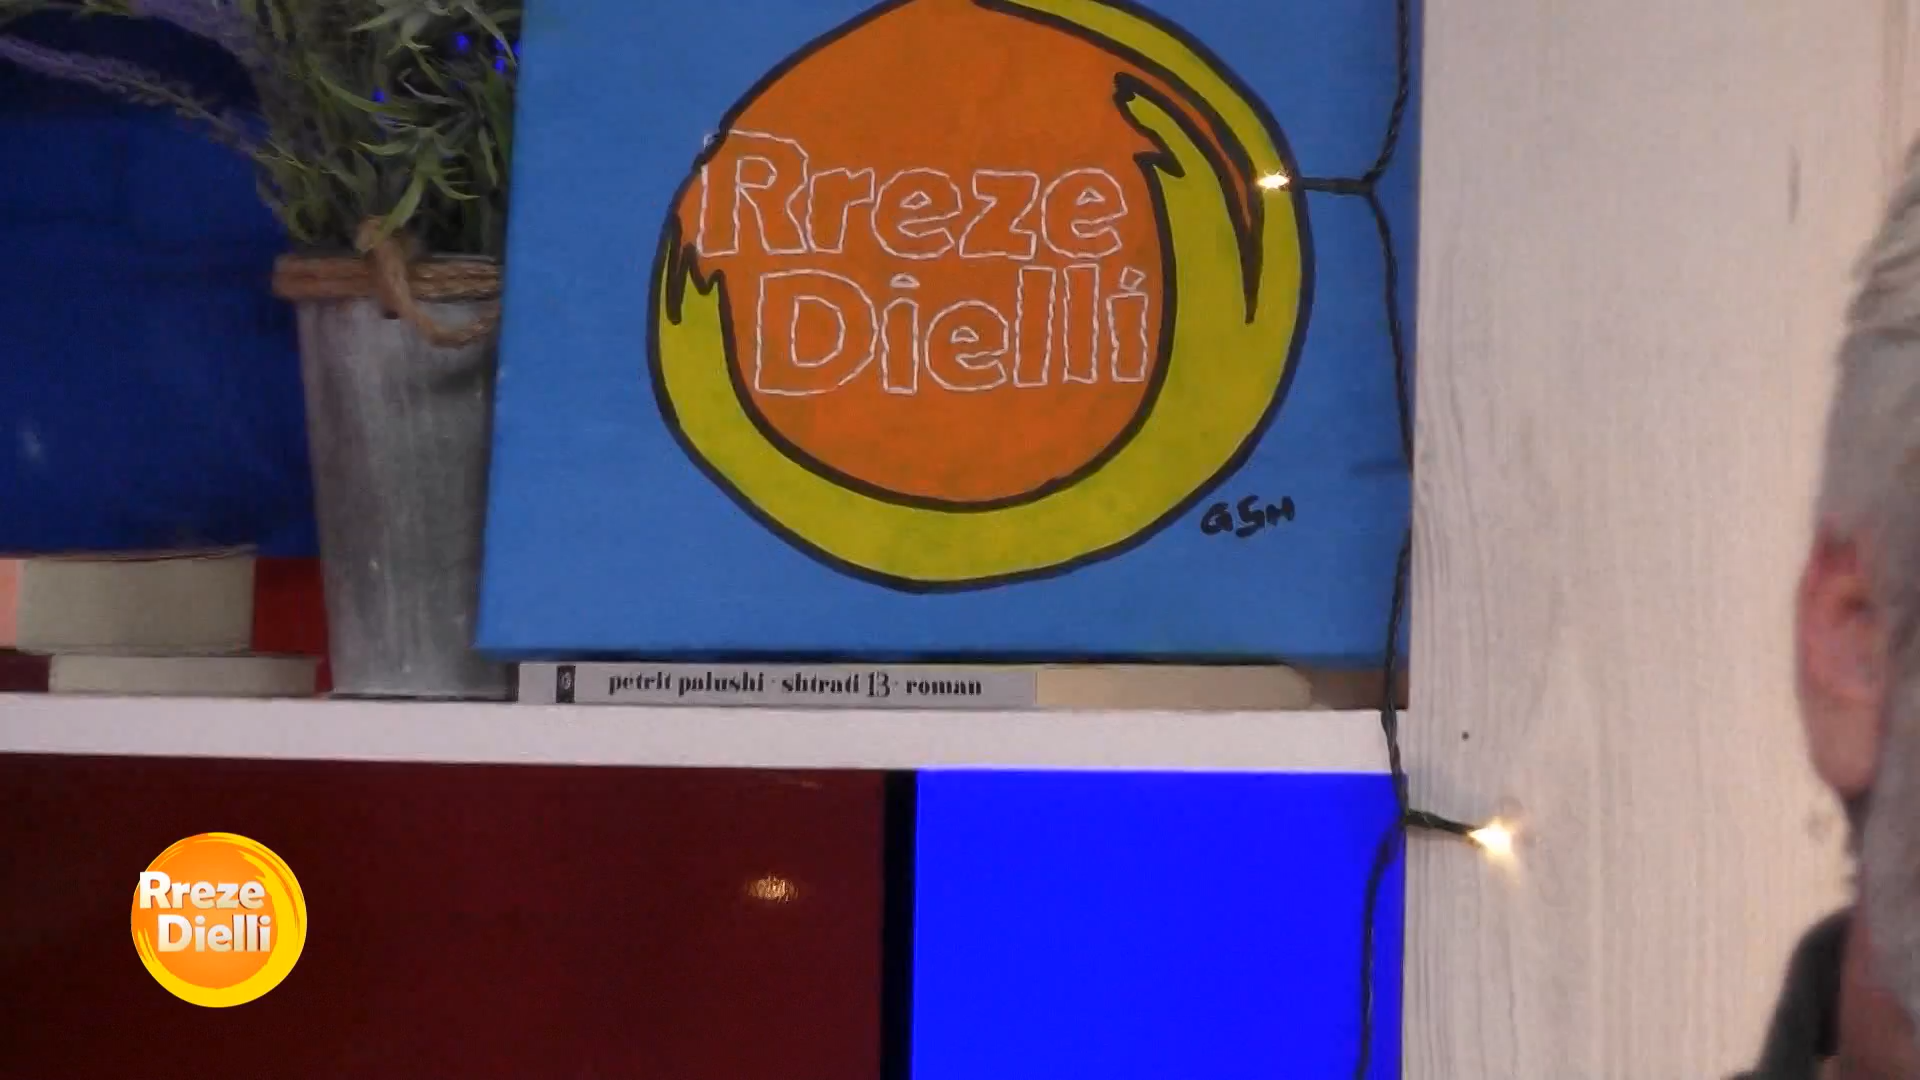 Rreze
Dielli
GSH
petrit palushi · shtrati 13 · roman
Rreze
Dielli